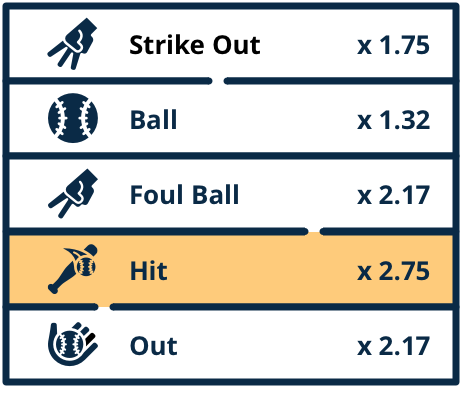 Strike Out x 1.75
Ball x 1.32
Foul Ball x 2.17
Hit x 2.75
Out x 2.17